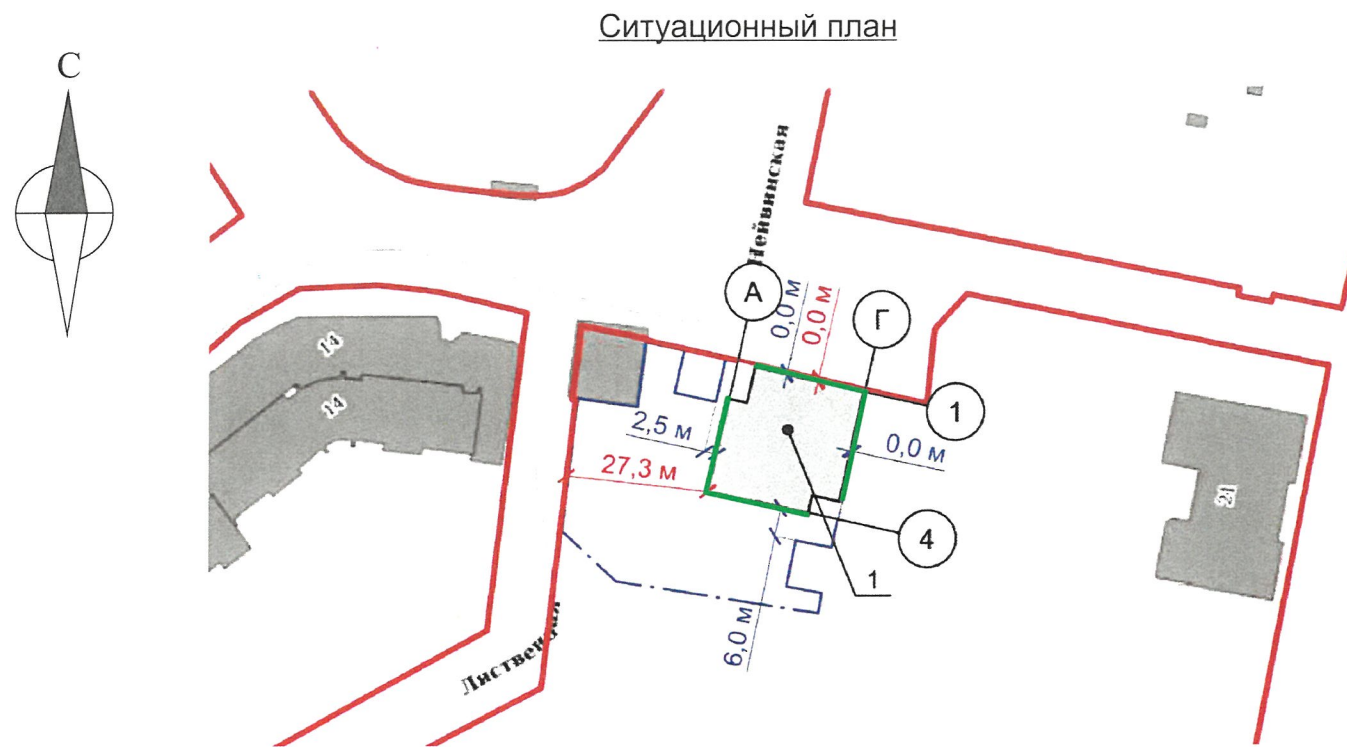 Ситуационный план
С
Нейвинская
А
0,0 м
0,0 м
Г
14
14
1
2,5 м
0,0 м
27,3 м
21
4
1
6,0 м
Лиственная